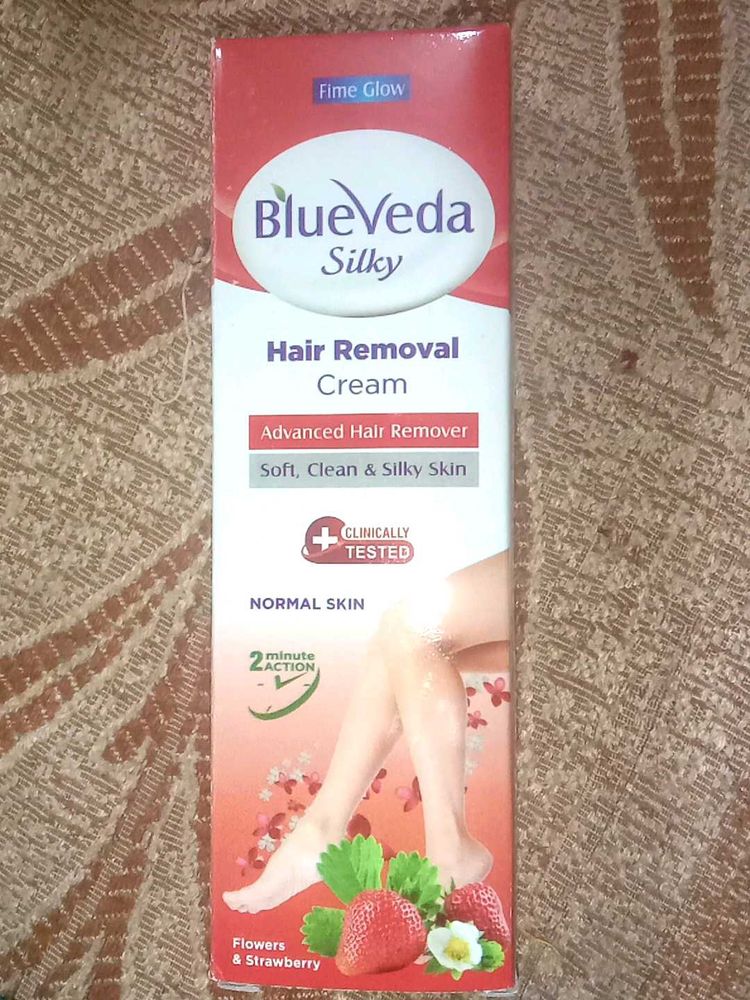 Fime Glow
BlueVeda
Silky
Hair Removal
Cream
Advanced Hair Remover
Soft, Clean & Silky Skin
CLINICALLY
TESTED
NORMAL SKIN
2 minute
ACTION
Flowers
& Strawberry